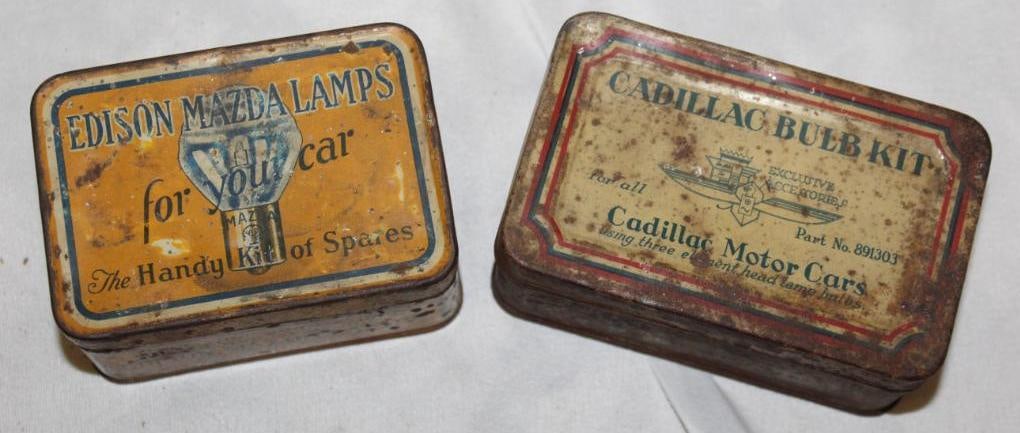 EDISON MAZDA LAMPS
for your car
MAZDA
The Handy Kit of Spares
CADILLAC BULB KIT
EXCLUSIVE
ACCESSORIES
for all
Part No. 891303
Cadillac Motor Cars
using three element head lamp bulbs